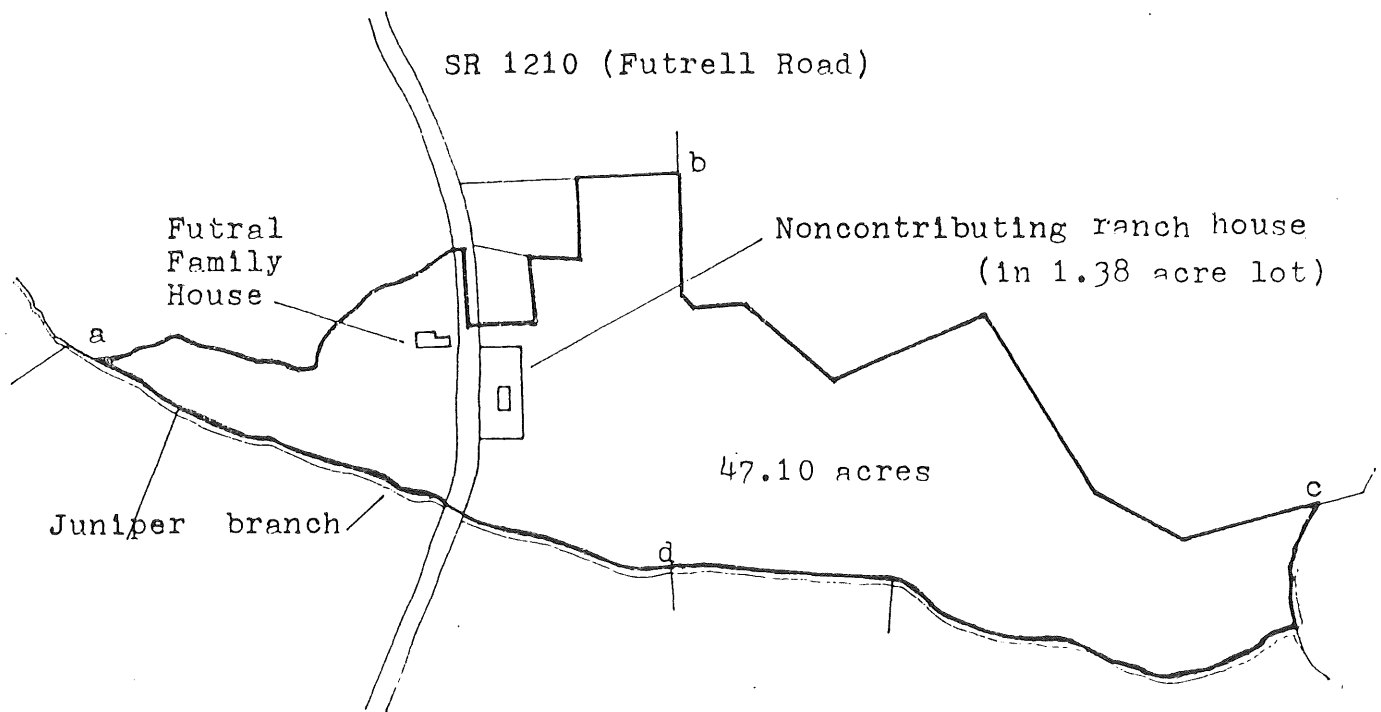 SR 1210 (Futrell Road)
b
Futral
Family
House
Noncontributing ranch house
(in 1.38 acre lot)
a
47.10 acres
c
Juniper branch
d